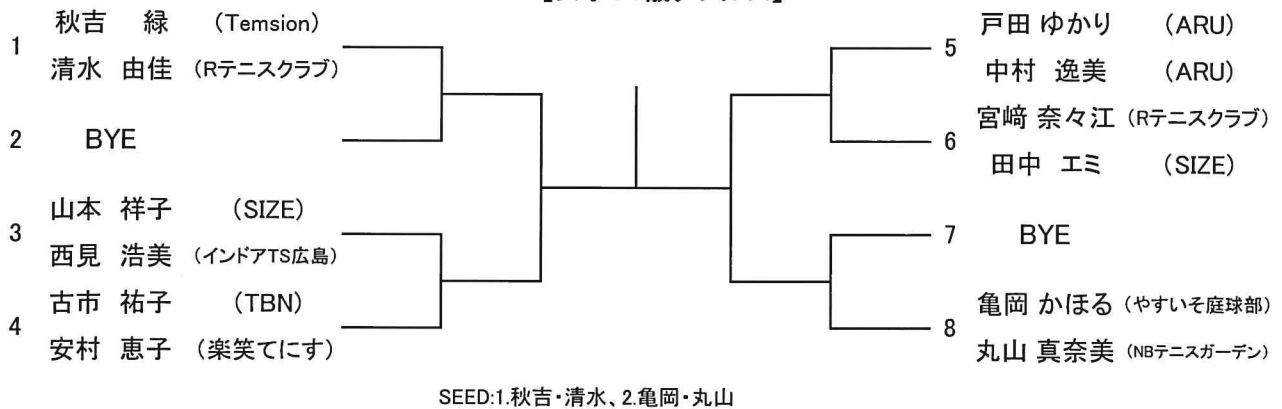 秋吉 緑 (Temsion)
1
清水 由佳 (Rテニスクラブ)
2 BYE
山本 祥子 (SIZE)
3
西見 浩美 (インドアTS広島)
古市 祐子 (TBN)
4
安村 恵子 (楽笑てにす)
戸田 ゆかり (ARU)
5
中村 逸美 (ARU)
宮﨑 奈々江 (Rテニスクラブ)
6
田中 エミ (SIZE)
7 BYE
亀岡 かほる (やすいそ庭球部)
8
丸山 真奈美 (NBテニスガーデン)
SEED:1.秋吉・清水、2.亀岡・丸山